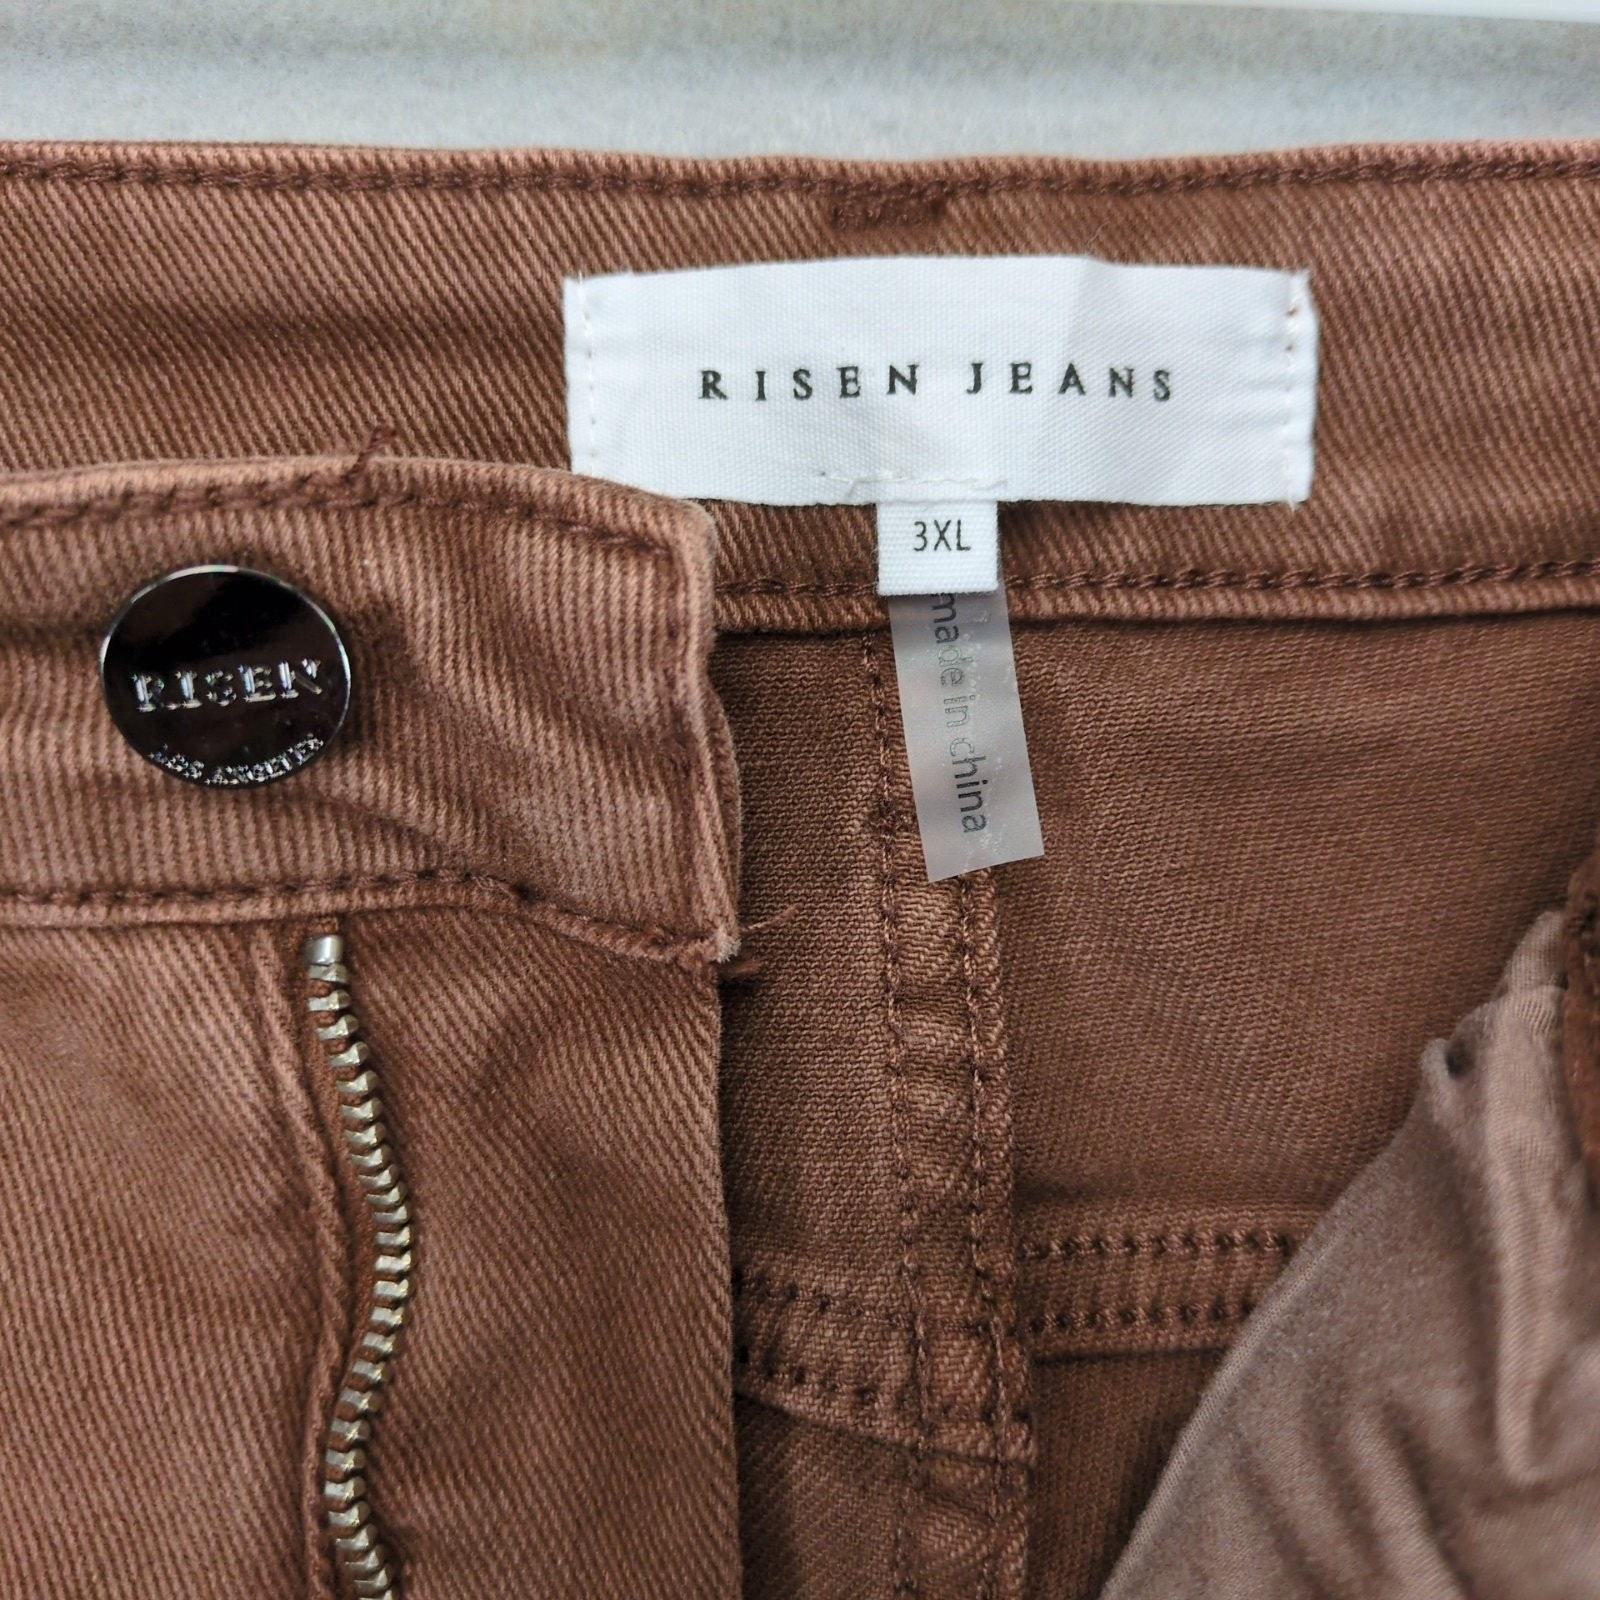 RISEN JEANS
3XL
made in china
RISEN
LOS ANGELES